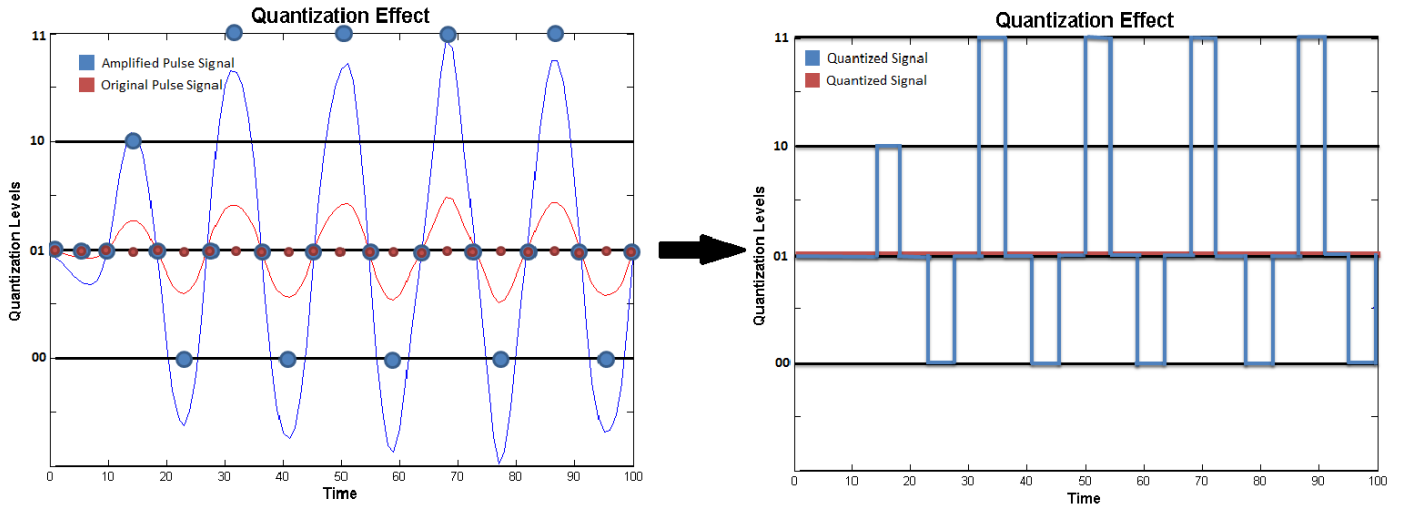 Quantization Effect
11
Amplified Pulse Signal
Original Pulse Signal
10
01
00
Quantization Levels
0 10 20 30 40 50 60 70 80 90 100
Time
Quantization Effect
11
Quantized Signal
Quantized Signal
10
01
00
Quantization Levels
0 10 20 30 40 50 60 70 80 90 100
Time